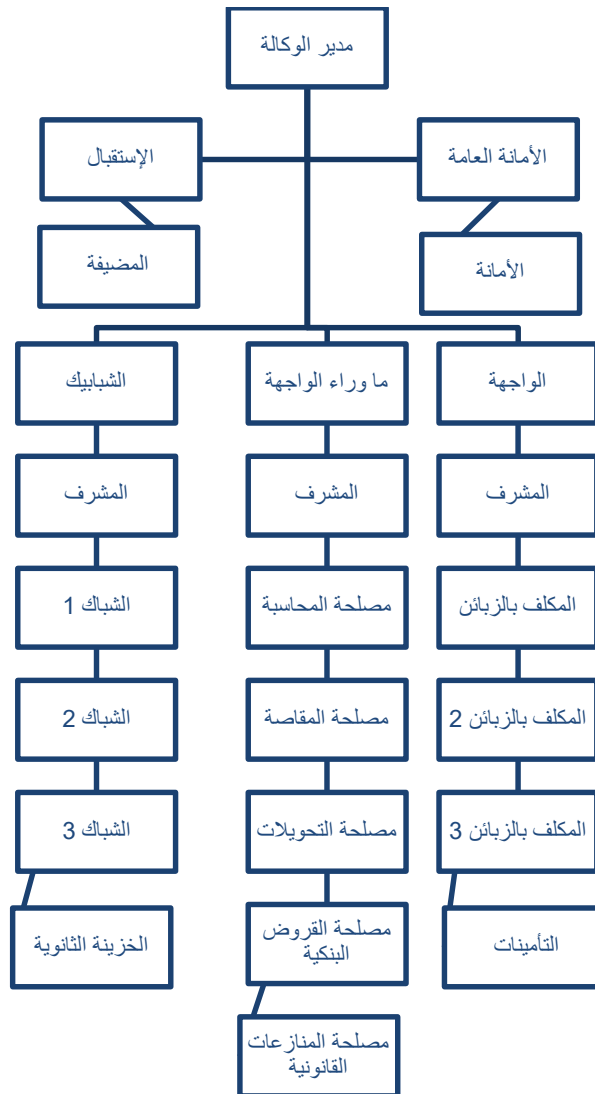 مدير الوكالة
الأمانة العامة
الإستقبال
الأمانة
المضيفة
الواجهة
ما وراء الواجهة
الشبابيك
المشرف
المشرف
المشرف
المكلف بالزبائن
مصلحة المحاسبة
الشباك 1
المكلف بالزبائن 2
مصلحة المقاصة
الشباك 2
المكلف بالزبائن 3
مصلحة التحويلات
الشباك 3
التأمينات
مصلحة القروض
البنكية
الخزينة الثانوية
مصلحة المنازعات
القانونية